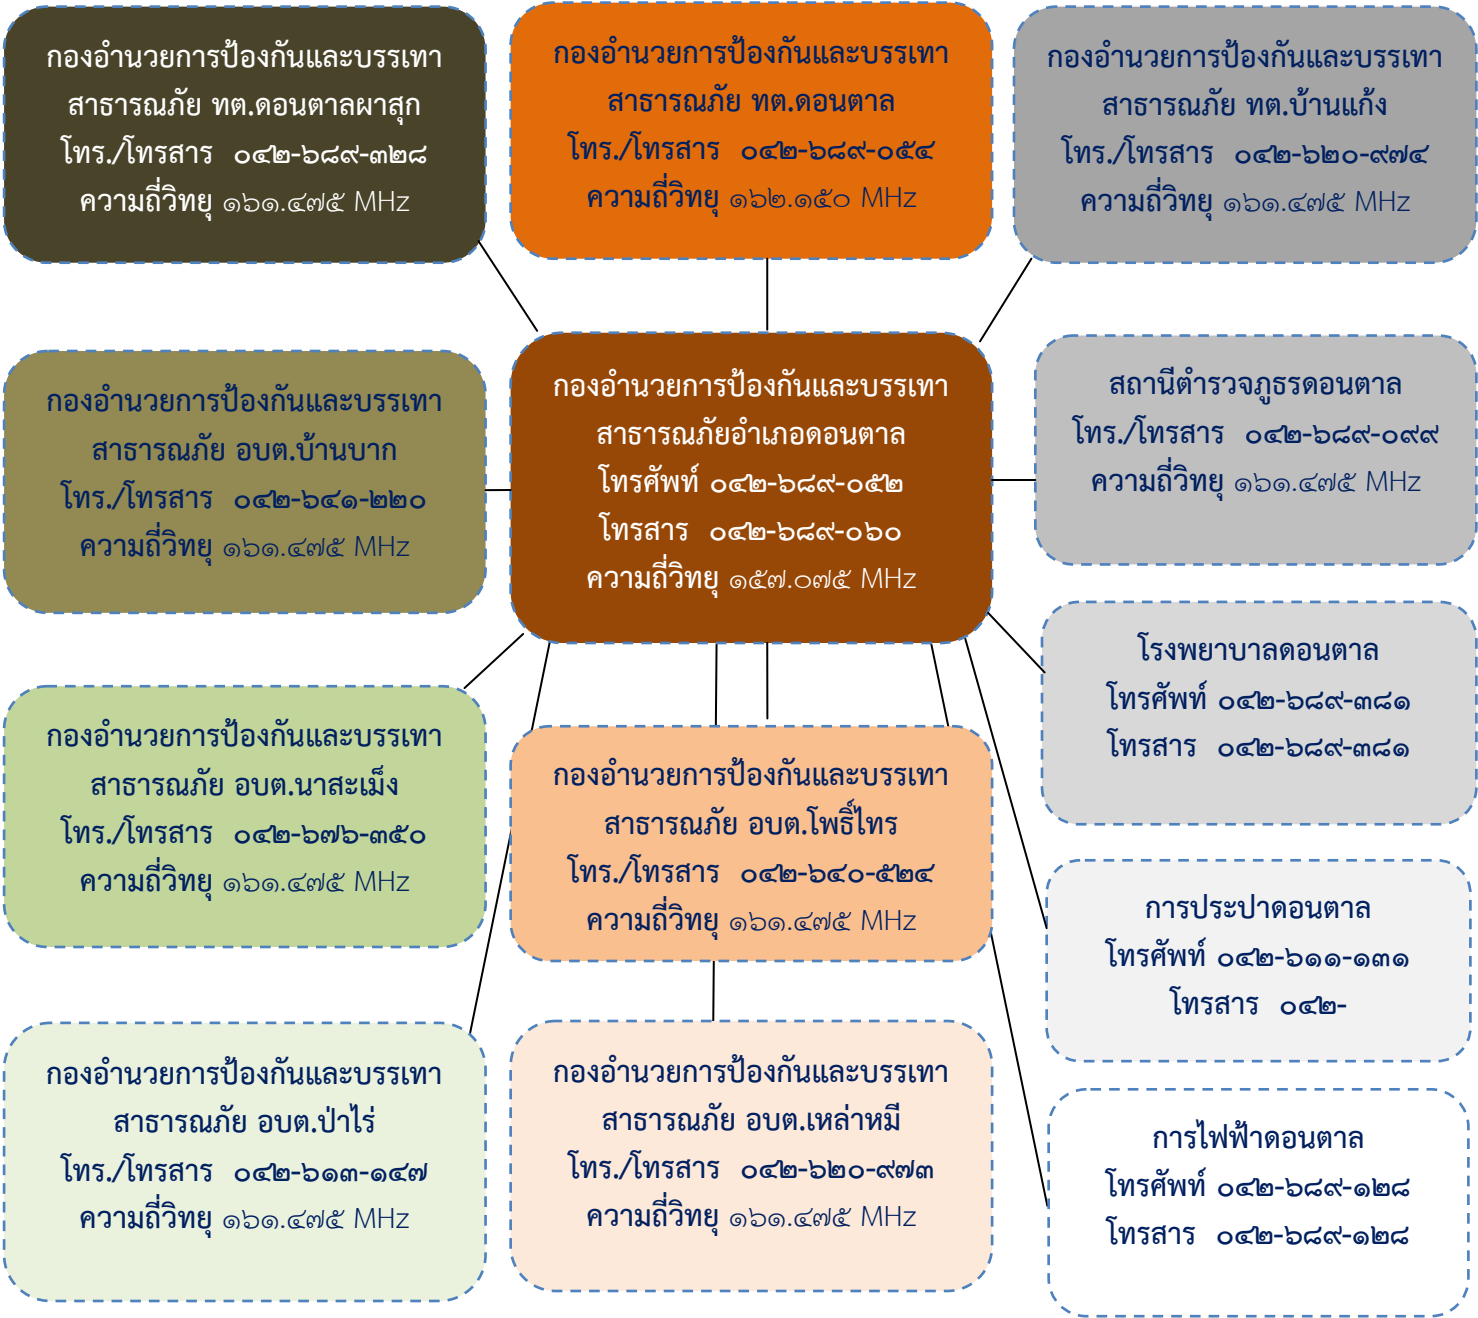 กองอำนวยการป้องกันและบรรเทา
สาธารณภัย ทต.ดอนตาลผาสุก
โทร./โทรสาร ๐๔๒-๖๘๙-๓๒๘
ความถี่วิทยุ ๑๖๑.๔๗๕ MHz
กองอำนวยการป้องกันและบรรเทา
สาธารณภัย ทต.ดอนตาล
โทร./โทรสาร ๐๔๒-๖๘๙-๐๕๔
ความถี่วิทยุ ๑๖๒.๑๕๐ MHz
กองอำนวยการป้องกันและบรรเทา
สาธารณภัย ทต.บ้านแก้ง
โทร./โทรสาร ๐๔๒-๖๒๐-๙๗๔
ความถี่วิทยุ ๑๖๑.๔๗๕ MHz
กองอำนวยการป้องกันและบรรเทา
สาธารณภัย อบต.บ้านบาก
โทร./โทรสาร ๐๔๒-๖๔๑-๒๒๐
ความถี่วิทยุ ๑๖๑.๔๗๕ MHz
กองอำนวยการป้องกันและบรรเทา
สาธารณภัยอำเภอดอนตาล
โทรศัพท์ ๐๔๒-๖๘๙-๐๕๒
โทรสาร ๐๔๒-๖๘๙-๐๖๐
ความถี่วิทยุ ๑๕๗.๐๗๕ MHz
สถานีตำรวจภูธรดอนตาล
โทร./โทรสาร ๐๔๒-๖๘๙-๐๙๙
ความถี่วิทยุ ๑๖๑.๔๗๕ MHz
โรงพยาบาลดอนตาล
โทรศัพท์ ๐๔๒-๖๘๙-๓๘๑
โทรสาร ๐๔๒-๖๘๙-๓๘๑
กองอำนวยการป้องกันและบรรเทา
สาธารณภัย อบต.นาสะเม็ง
โทร./โทรสาร ๐๔๒-๖๗๖-๓๕๐
ความถี่วิทยุ ๑๖๑.๔๗๕ MHz
กองอำนวยการป้องกันและบรรเทา
สาธารณภัย อบต.โพธิ์ไทร
โทร./โทรสาร ๐๔๒-๖๔๐-๕๒๔
ความถี่วิทยุ ๑๖๑.๔๗๕ MHz
การประปาดอนตาล
โทรศัพท์ ๐๔๒-๖๑๑-๑๓๑
โทรสาร ๐๔๒-
กองอำนวยการป้องกันและบรรเทา
สาธารณภัย อบต.ป่าไร่
โทร./โทรสาร ๐๔๒-๖๑๓-๑๔๗
ความถี่วิทยุ ๑๖๑.๔๗๕ MHz
กองอำนวยการป้องกันและบรรเทา
สาธารณภัย อบต.เหล่าหมี
โทร./โทรสาร ๐๔๒-๖๒๐-๙๗๓
ความถี่วิทยุ ๑๖๑.๔๗๕ MHz
การไฟฟ้าดอนตาล
โทรศัพท์ ๐๔๒-๖๘๙-๑๒๘
โทรสาร ๐๔๒-๖๘๙-๑๒๘